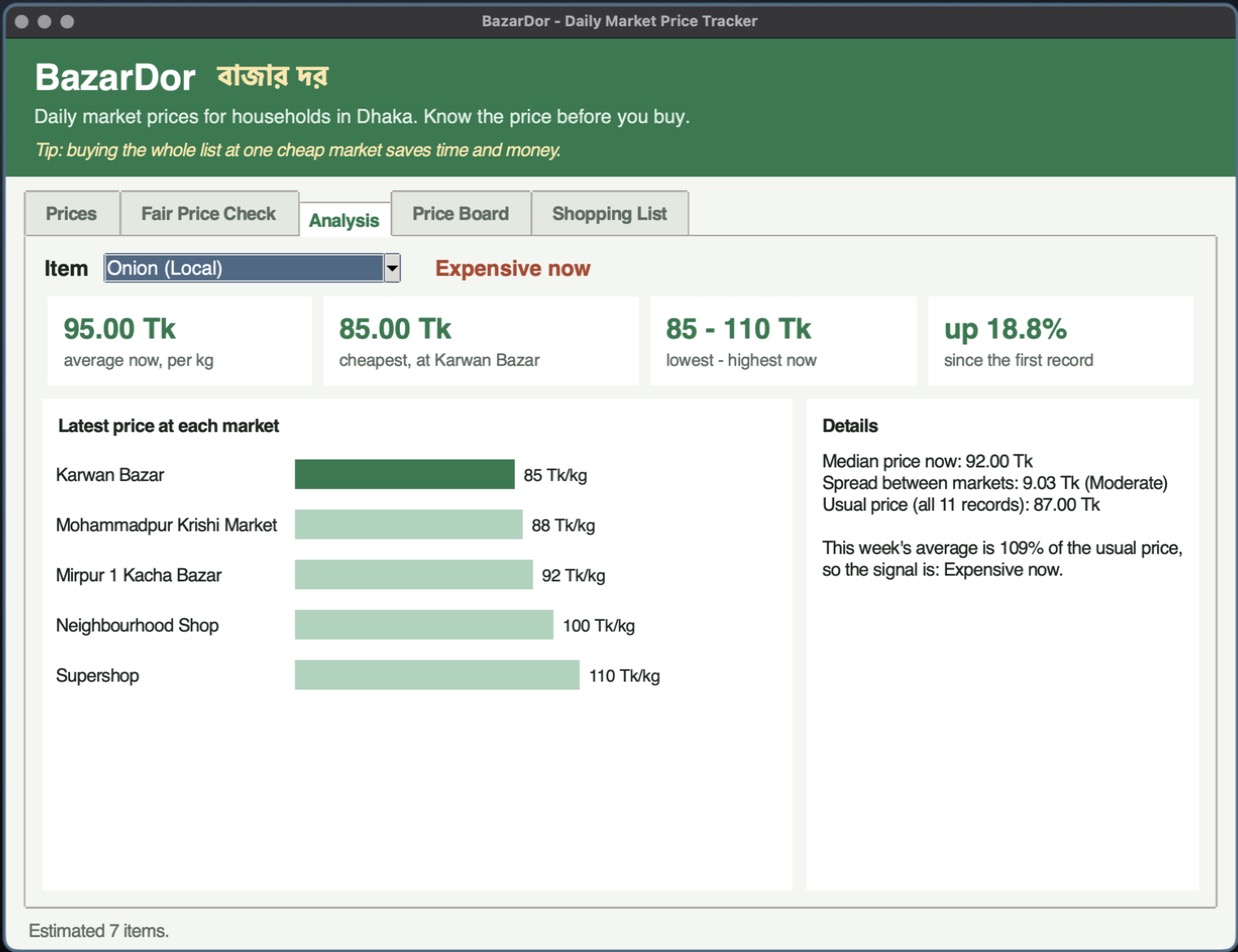 BazarDor - Daily Market Price Tracker
BazarDor বাজার দর
Daily market prices for households in Dhaka. Know the price before you buy.
Tip: buying the whole list at one cheap market saves time and money.
Prices Fair Price Check Analysis Price Board Shopping List
Item Onion (Local) Expensive now
95.00 Tk
average now, per kg
85.00 Tk
cheapest, at Karwan Bazar
85 - 110 Tk
lowest - highest now
up 18.8%
since the first record
Latest price at each market
Karwan Bazar 85 Tk/kg
Mohammadpur Krishi Market 88 Tk/kg
Mirpur 1 Kacha Bazar 92 Tk/kg
Neighbourhood Shop 100 Tk/kg
Supershop 110 Tk/kg
Details
Median price now: 92.00 Tk
Spread between markets: 9.03 Tk (Moderate)
Usual price (all 11 records): 87.00 Tk
This week's average is 109% of the usual price,
so the signal is: Expensive now.
Estimated 7 items.